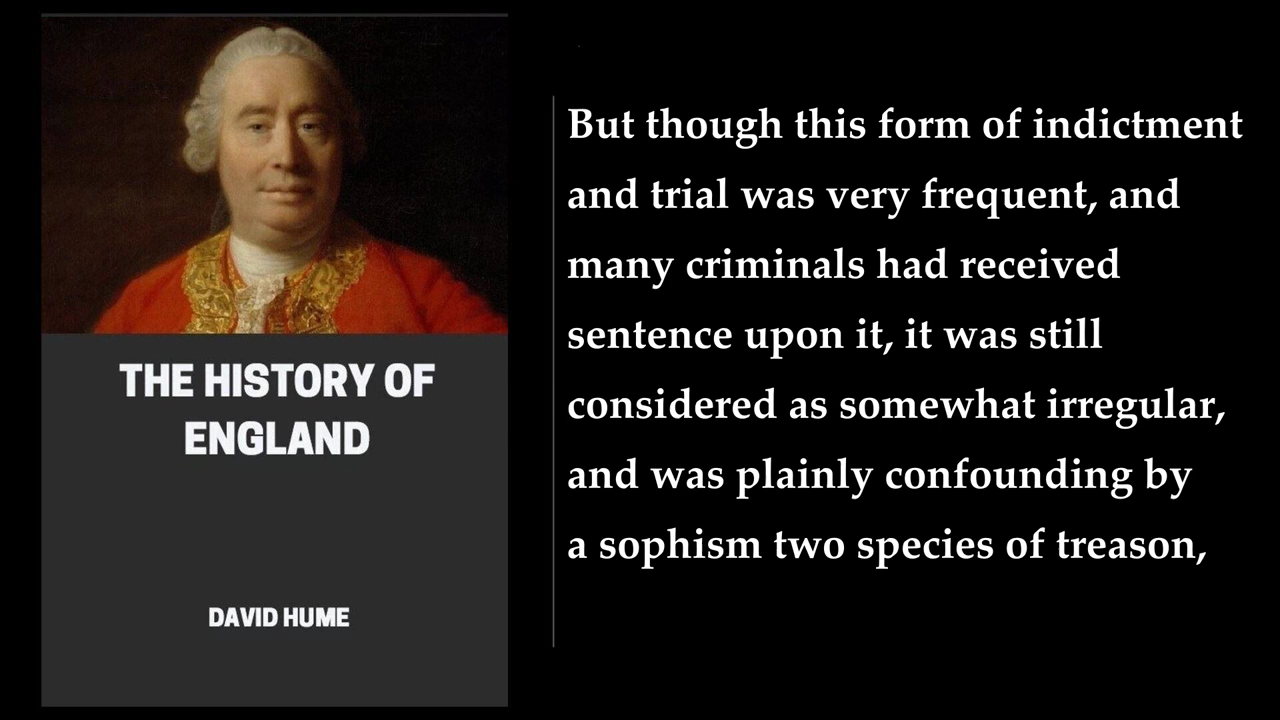 THE HISTORY OF
ENGLAND
DAVID HUME
But though this form of indictment
and trial was very frequent, and
many criminals had received
sentence upon it, it was still
considered as somewhat irregular,
and was plainly confounding by
a sophism two species of treason,